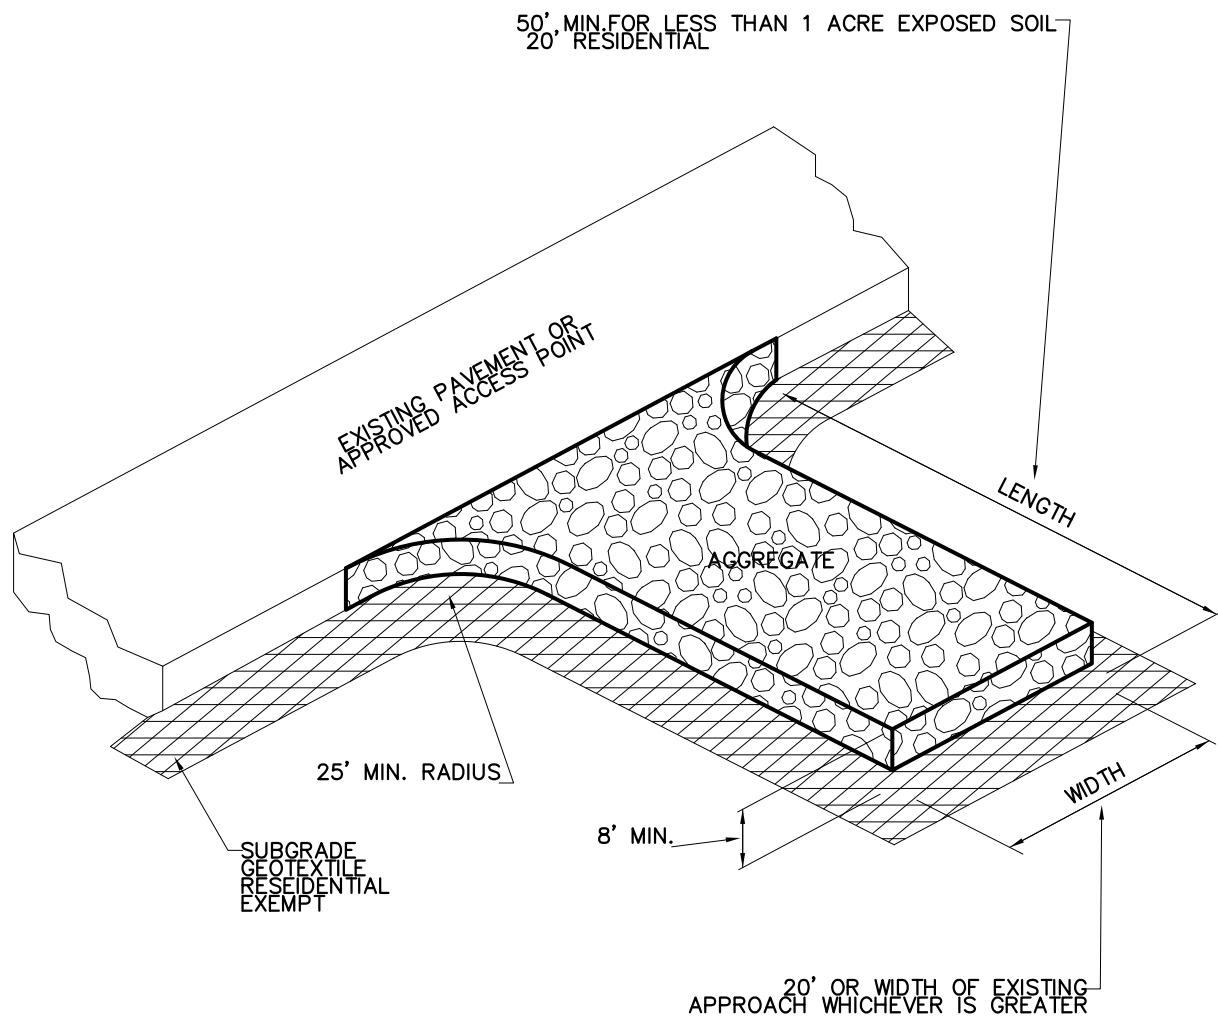 50' MIN.FOR LESS THAN 1 ACRE EXPOSED SOIL
20' RESIDENTIAL
EXISTING PAVEMENT OR
APPROVED ACCESS POINT
LENGTH
AGGREGATE
25' MIN. RADIUS
WIDTH
8' MIN.
SUBGRADE
GEOTEXTILE
RESEIDENTIAL
EXEMPT
20' OR WIDTH OF EXISTING
APPROACH WHICHEVER IS GREATER